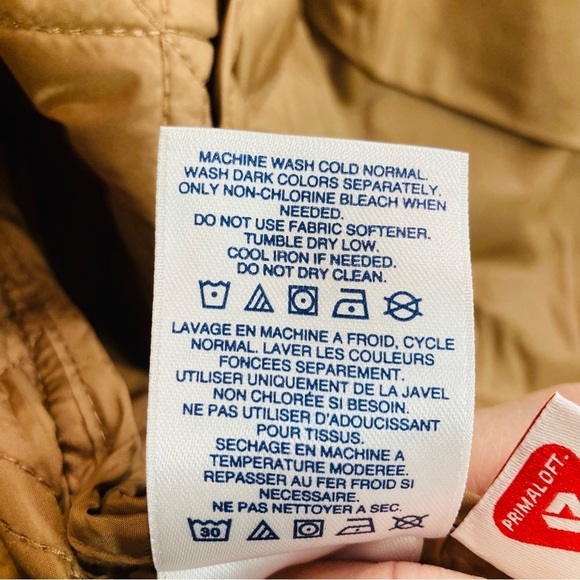 MACHINE WASH COLD NORMAL.
WASH DARK COLORS SEPARATELY.
ONLY NON-CHLORINE BLEACH WHEN
NEEDED.
DO NOT USE FABRIC SOFTENER.
TUMBLE DRY LOW.
COOL IRON IF NEEDED.
DO NOT DRY CLEAN.
LAVAGE EN MACHINE A FROID, CYCLE
NORMAL. LAVER LES COULEURS
FONCEES SEPAREMENT.
UTILISER UNIQUEMENT DE LA JAVEL
NON CHLORÉE SI BESOIN.
NE PAS UTILISER D'ADOUCISSANT
POUR TISSUS.
SECHAGE EN MACHINE A
TEMPERATURE MODEREE.
REPASSER AU FER FROID SI
NECESSAIRE.
NE PAS NETTOYER A SEC.
30
PRIMALOFT.